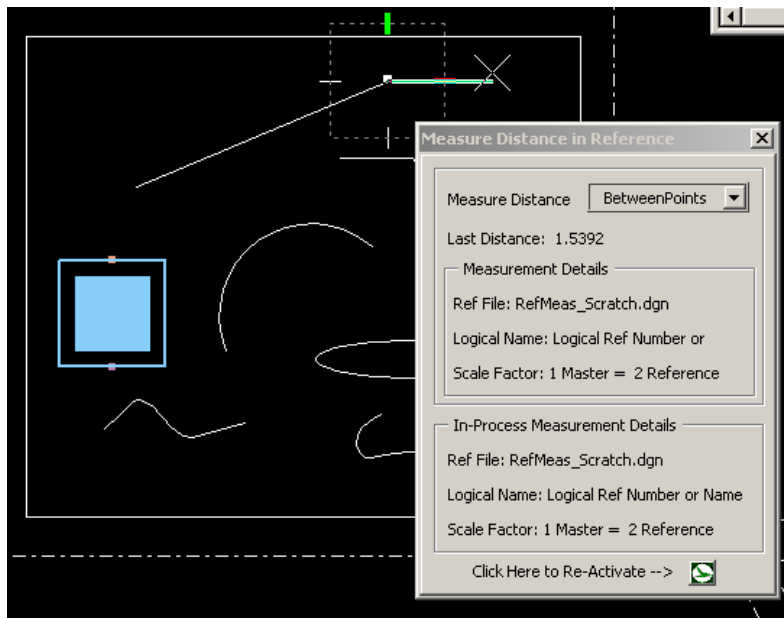 Measure Distance in Reference
Measure Distance BetweenPoints
Last Distance: 1.5392
Measurement Details
Ref File: RefMeas_Scratch.dgn
Logical Name: Logical Ref Number or
Scale Factor: 1 Master = 2 Reference
In-Process Measurement Details
Ref File: RefMeas_Scratch.dgn
Logical Name: Logical Ref Number or Name
Scale Factor: 1 Master = 2 Reference
Click Here to Re-Activate -->